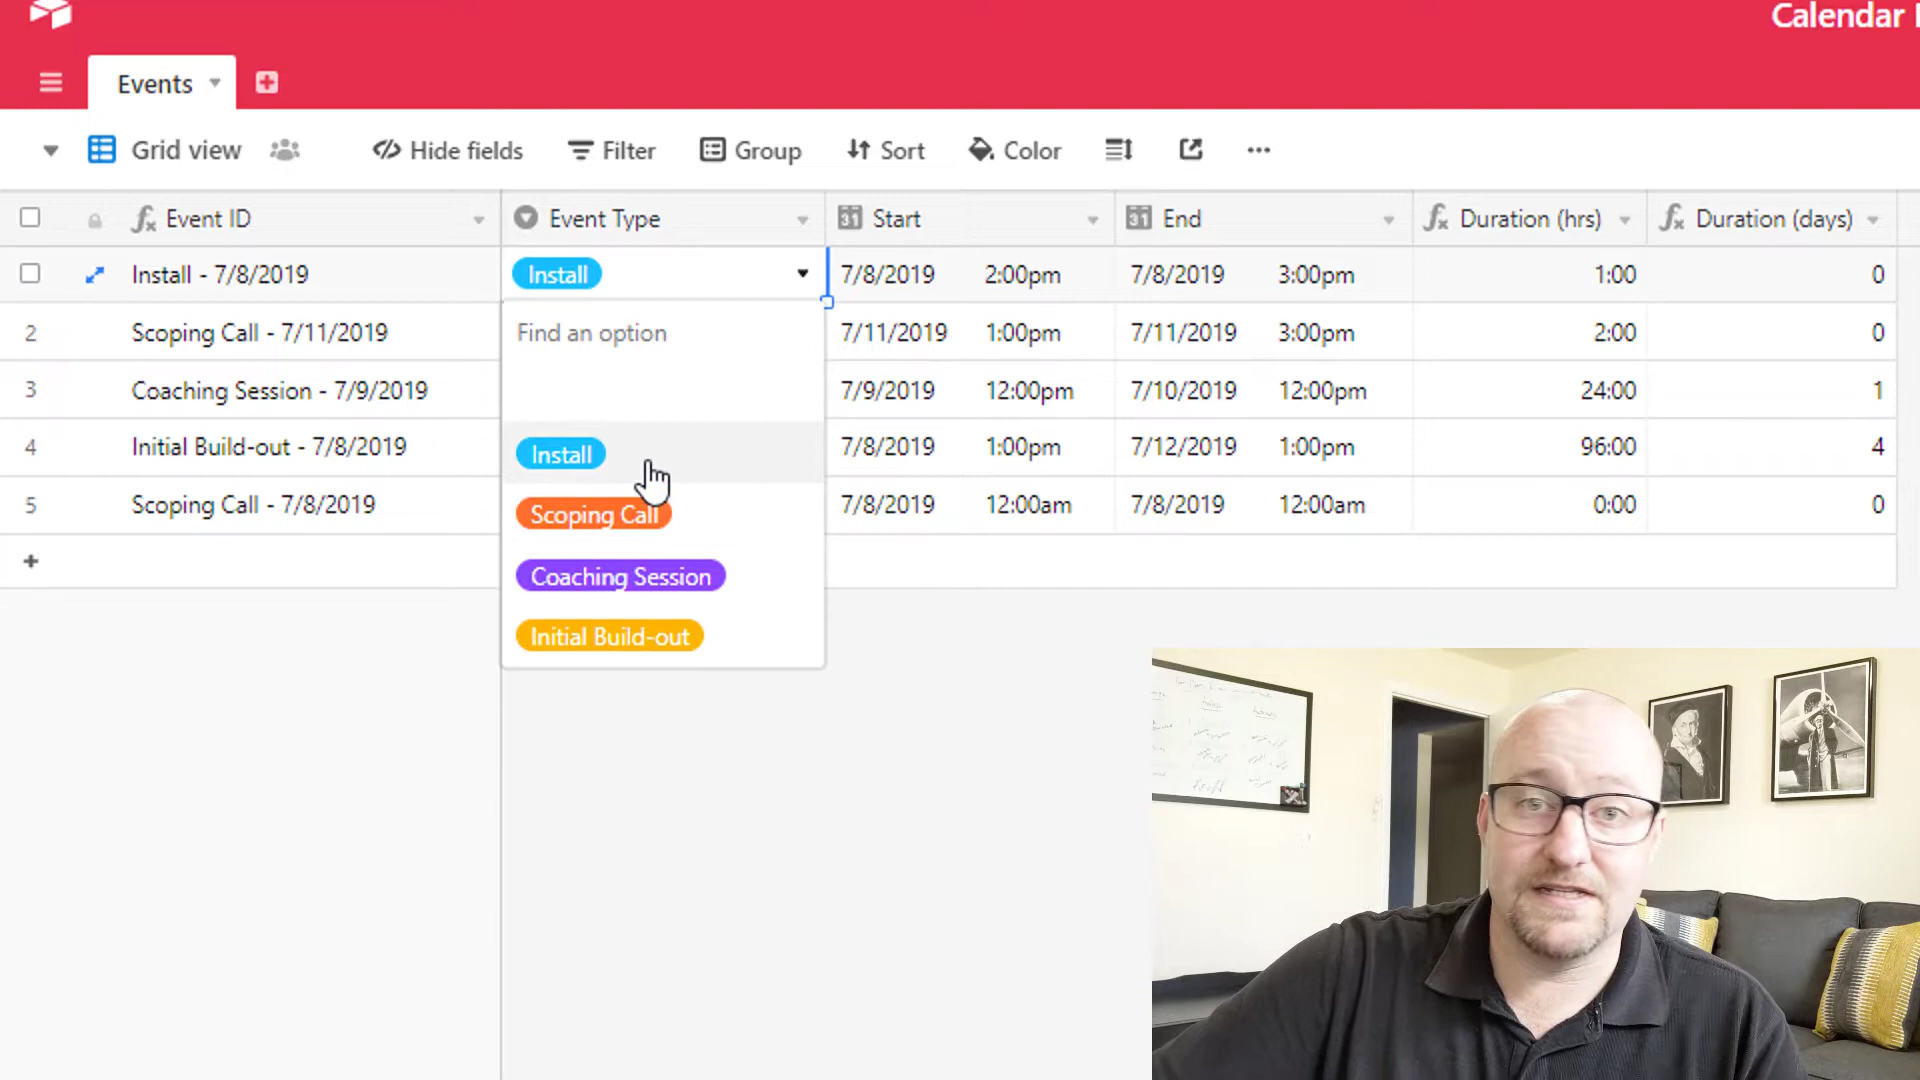 Calendar
Events
Grid view
Hide fields
Filter
Group
Sort
Color
Event ID
Event Type
31 Start
31 End
Duration (hrs)
Duration (days)
Install - 7/8/2019 Install 7/8/2019 2:00pm 7/8/2019 3:00pm 1:00 0
2 Scoping Call - 7/11/2019 Find an option 7/11/2019 1:00pm 7/11/2019 3:00pm 2:00 0
3 Coaching Session - 7/9/2019 7/9/2019 12:00pm 7/10/2019 12:00pm 24:00 1
4 Initial Build-out - 7/8/2019 Install 7/8/2019 1:00pm 7/12/2019 1:00pm 96:00 4
5 Scoping Call - 7/8/2019 Scoping Call 7/8/2019 12:00am 7/8/2019 12:00am 0:00 0
Coaching Session
Initial Build-out